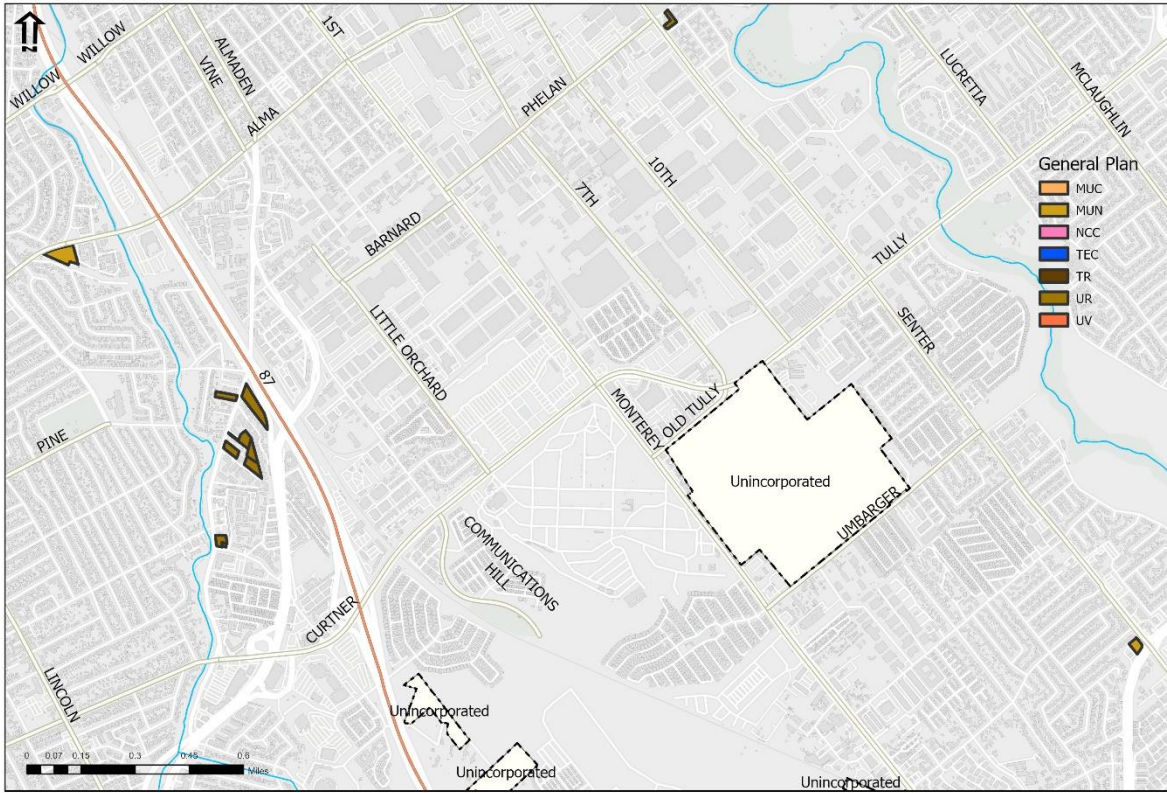 N
WILLOW
WILLOW
VINE
ALMADEN
ALMA
1ST
PHELAN
LUCRETIA
MCLAUGHLIN
7TH
10TH
BARNARD
TULLY
General Plan
MUC
MUN
NCC
TEC
TR
UR
UV
LITTLE ORCHARD
SENTER
87
MONTEREY
OLD TULLY
PINE
Unincorporated
UMBARGER
COMMUNICATIONS
HILL
CURTNER
LINCOLN
Unincorporated
Unincorporated
Unincorporated
0 0.07 0.15 0.3 0.45 0.6
Miles